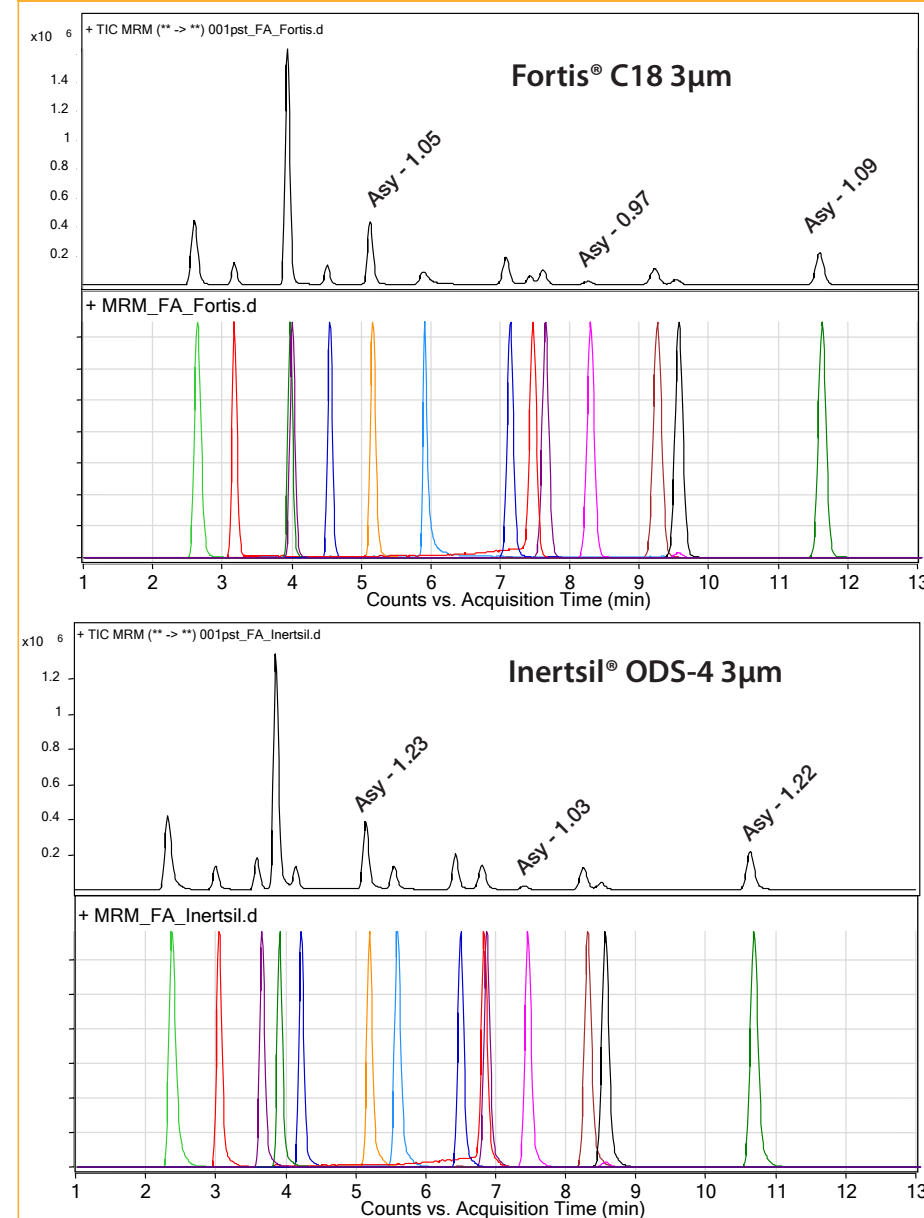 + TIC MRM (** -> **) 001pst_FA_Fortis.d
x10 6
Fortis® C18 3µm
1.4
1.2
1
0.8
0.6
0.4
0.2
Asy - 1.05
Asy - 0.97
Asy - 1.09
+ MRM_FA_Fortis.d
1 2 3 4 5 6 7 8 9 10 11 12 13
Counts vs. Acquisition Time (min)
+ TIC MRM (** -> **) 001pst_FA_Inertsil.d
x10 6
Inertsil® ODS-4 3µm
1.2
1
0.8
0.6
0.4
0.2
Asy - 1.23
Asy - 1.03
Asy - 1.22
+ MRM_FA_Inertsil.d
1 2 3 4 5 6 7 8 9 10 11 12 13
Counts vs. Acquisition Time (min)